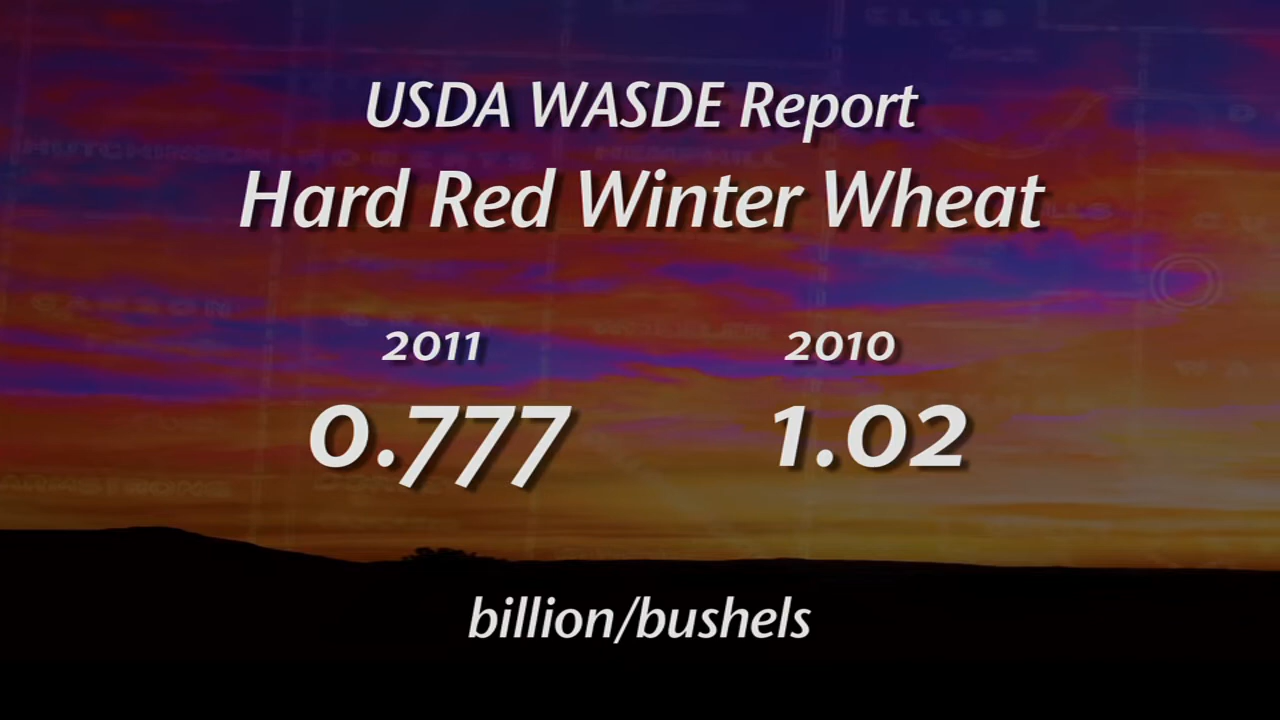 USDA WASDE Report
Hard Red Winter Wheat
2011 2010
0.777 1.02
billion/bushels